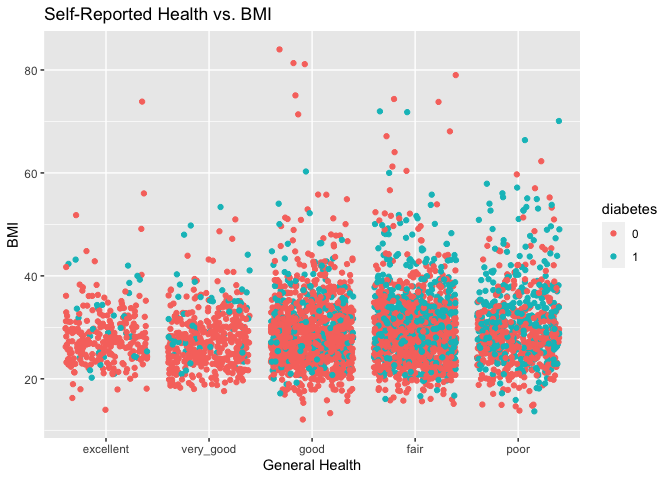 Self-Reported Health vs. BMI
80
60
40
20
BMI
excellent very_good good fair poor
General Health
diabetes
0
1